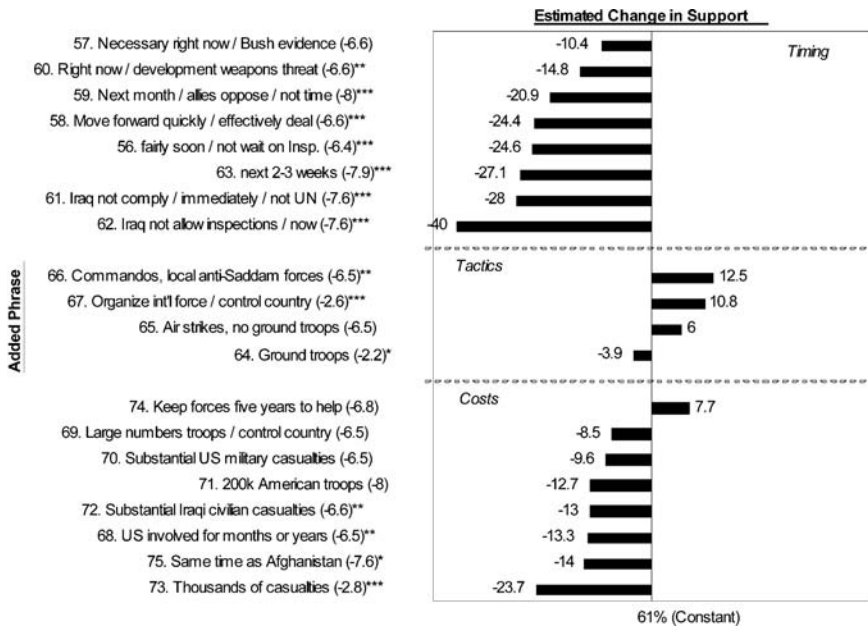 Estimated Change in Support
Added Phrase
Timing
57. Necessary right now / Bush evidence (-6.6) -10.4
60. Right now / development weapons threat (-6.6)** -14.8
59. Next month / allies oppose / not time (-8)*** -20.9
58. Move forward quickly / effectively deal (-6.6)*** -24.4
56. fairly soon / not wait on Insp. (-6.4)*** -24.6
63. next 2-3 weeks (-7.9)*** -27.1
61. Iraq not comply / immediately / not UN (-7.6)*** -28
62. Iraq not allow inspections / now (-7.6)*** -40
Tactics
66. Commandos, local anti-Saddam forces (-6.5)** 12.5
67. Organize int'l force / control country (-2.6)*** 10.8
65. Air strikes, no ground troops (-6.5) 6
64. Ground troops (-2.2)* -3.9
Costs
74. Keep forces five years to help (-6.8) 7.7
69. Large numbers troops / control country (-6.5) -8.5
70. Substantial US military casualties (-6.5) -9.6
71. 200k American troops (-8) -12.7
72. Substantial Iraqi civilian casualties (-6.6)** -13
68. US involved for months or years (-6.5)** -13.3
75. Same time as Afghanistan (-7.6)* -14
73. Thousands of casualties (-2.8)*** -23.7
61% (Constant)